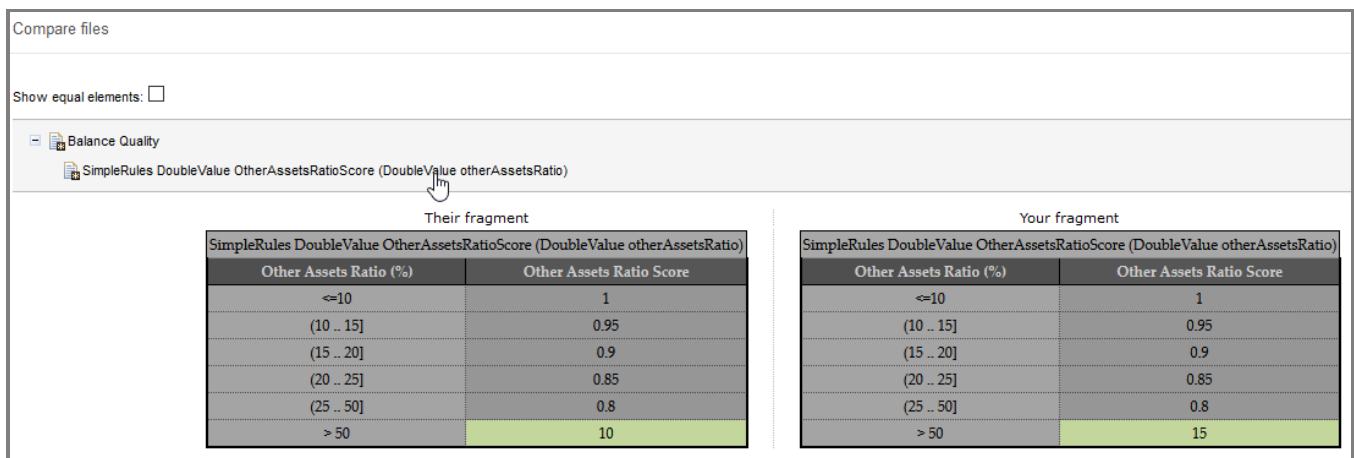 Compare files
Show equal elements:
Balance Quality
SimpleRules DoubleValue OtherAssetsRatioScore (DoubleValue otherAssetsRatio)
Their fragment
SimpleRules DoubleValue OtherAssetsRatioScore (DoubleValue otherAssetsRatio)
Other Assets Ratio (%) Other Assets Ratio Score
<=10 1
(10 .. 15] 0.95
(15 .. 20] 0.9
(20 .. 25] 0.85
(25 .. 50] 0.8
> 50 10
Your fragment
SimpleRules DoubleValue OtherAssetsRatioScore (DoubleValue otherAssetsRatio)
Other Assets Ratio (%) Other Assets Ratio Score
<=10 1
(10 .. 15] 0.95
(15 .. 20] 0.9
(20 .. 25] 0.85
(25 .. 50] 0.8
> 50 15